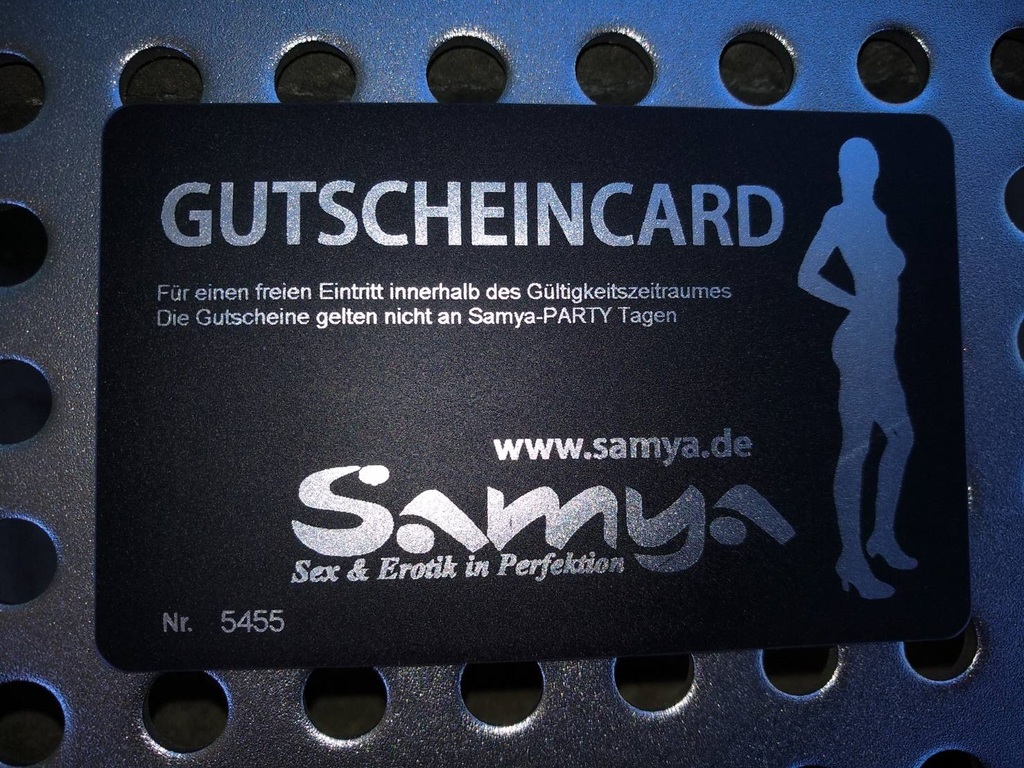 GUTSCHEINCARD
Für einen freien Eintritt innerhalb des Gültigkeitszeitraumes
Die Gutscheine gelten nicht an Samya-PARTY Tagen
www.samya.de
Samya
Sex & Erotik in Perfektion
Nr. 5455